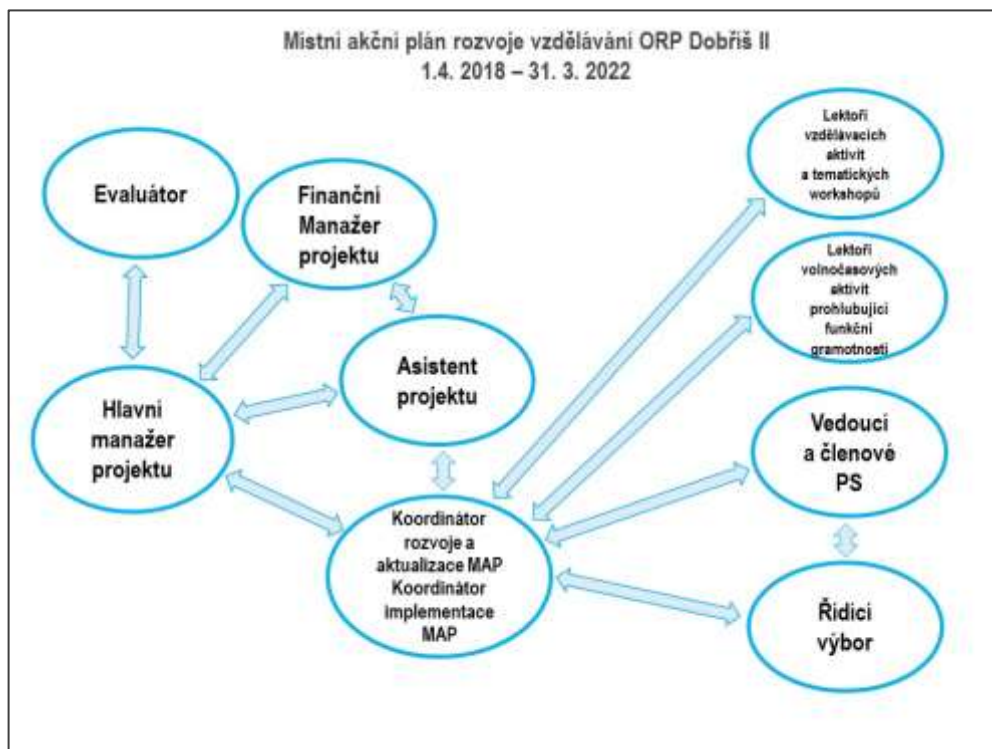 Místní akční plán rozvoje vzdělávání ORP Dobříš II
1.4. 2018 – 31. 3. 2022
Evaluátor
Finanční
Manažer
projektu
Lektoři
vzdělávacích
aktivit
a tematických
workshopů
Lektoři
volnočasových
aktivit
prohlubující
funkční
gramotnosti
Asistent
projektu
Hlavní
manažer
projektu
Vedoucí
a členové
PS
Koordinátor
rozvoje a
aktualizace MAP
Koordinátor
implementace
MAP
Řídící
výbor